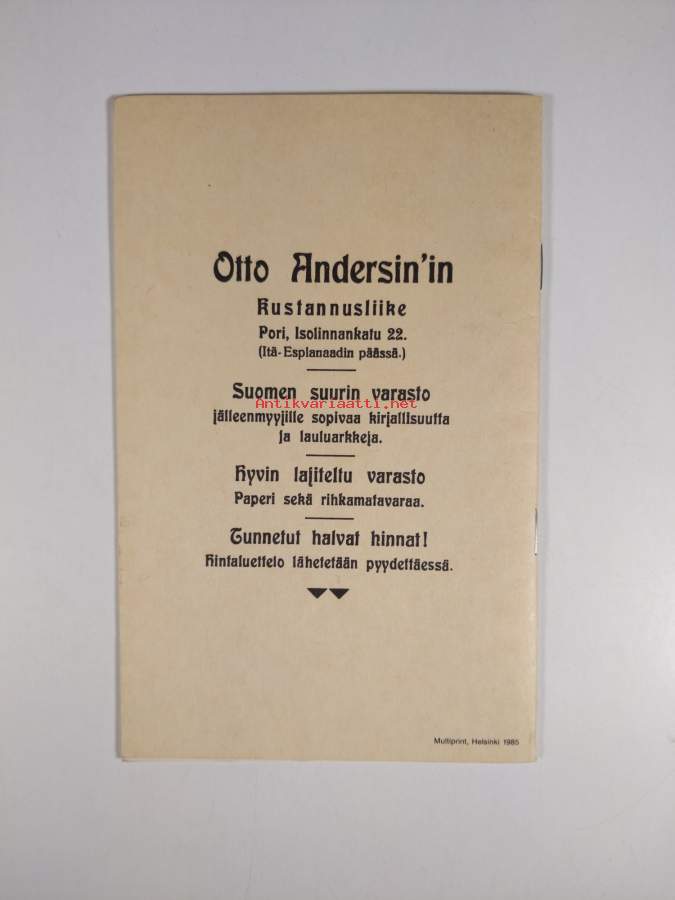 Otto Andersin'in
Kustannusliike
Pori, Isolinnankatu 22.
(Itä-Esplanaadin päässä.)
Suomen suurin varasto
Antikvariaatti.net
jälleenmyyjille sopivaa kirjallisuutta
ja lauluarkkeja.
Hyvin lajiteltu varasto
Paperi sekä rihkamatavaraa.
Tunnetut halvat hinnat!
Hintaluettelo lähetetään pyydettäessä.
Multiprint, Helsinki 1985